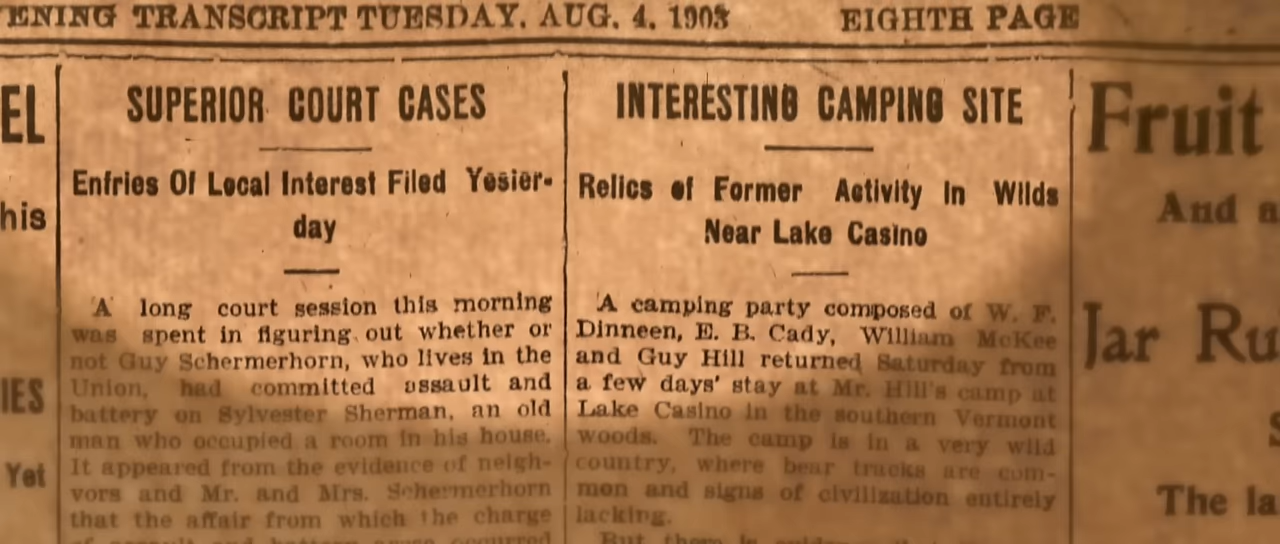 ENING TRANSCRIPT TUESDAY. AUG. 4, 1903
EIGHTH PAGE
EL
his
IES
Yet
SUPERIOR COURT CASES
Entries Of Local Interest Filed Yesier-
day
A long court session this morning
was spent in figuring out whether or
not Guy Schermerhorn, who lives in the
Union, had committed assault and
battery on Sylvester Sherman, an old
man who occupied a room in his house.
It appeared from the evidence of neigh-
vors and Mr. and Mrs. Schermerhorn
that the affair from which the charge
INTERESTING CAMPING SITE
Relics of Former Activity In Wilds
Near Lake Casino
A camping party composed of W. F.
Dinneen, E. B. Cady, William McKee
and Guy Hill returned Saturday from
a few days' stay at Mr. Hill's camp at
Lake Casino in the southern Vermont
woods. The camp is in a very wild
country, where bear tracks are com-
mon and signs of civilization entirely
lacking.
But there is
Fruit
And a
Jar Ru
S
The la